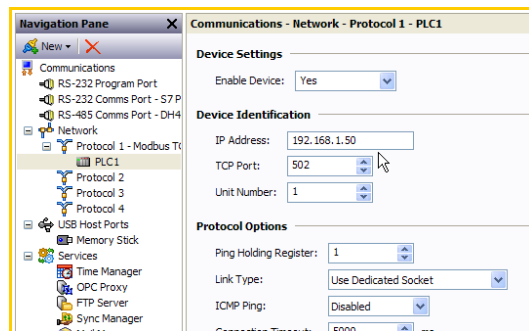 Navigation Pane X
New
Communications
RS-232 Program Port
RS-232 Comms Port - S7 P
RS-485 Comms Port - DH4
Network
Protocol 1 - Modbus TC
PLC1
Protocol 2
Protocol 3
Protocol 4
USB Host Ports
Memory Stick
Services
Time Manager
OPC Proxy
FTP Server
Sync Manager
Communications - Network - Protocol 1 - PLC1
Device Settings
Enable Device: Yes
Device Identification
IP Address: 192.168.1.50
TCP Port: 502
Unit Number: 1
Protocol Options
Ping Holding Register: 1
Link Type: Use Dedicated Socket
ICMP Ping: Disabled
Connection Timeout: 5000 ms